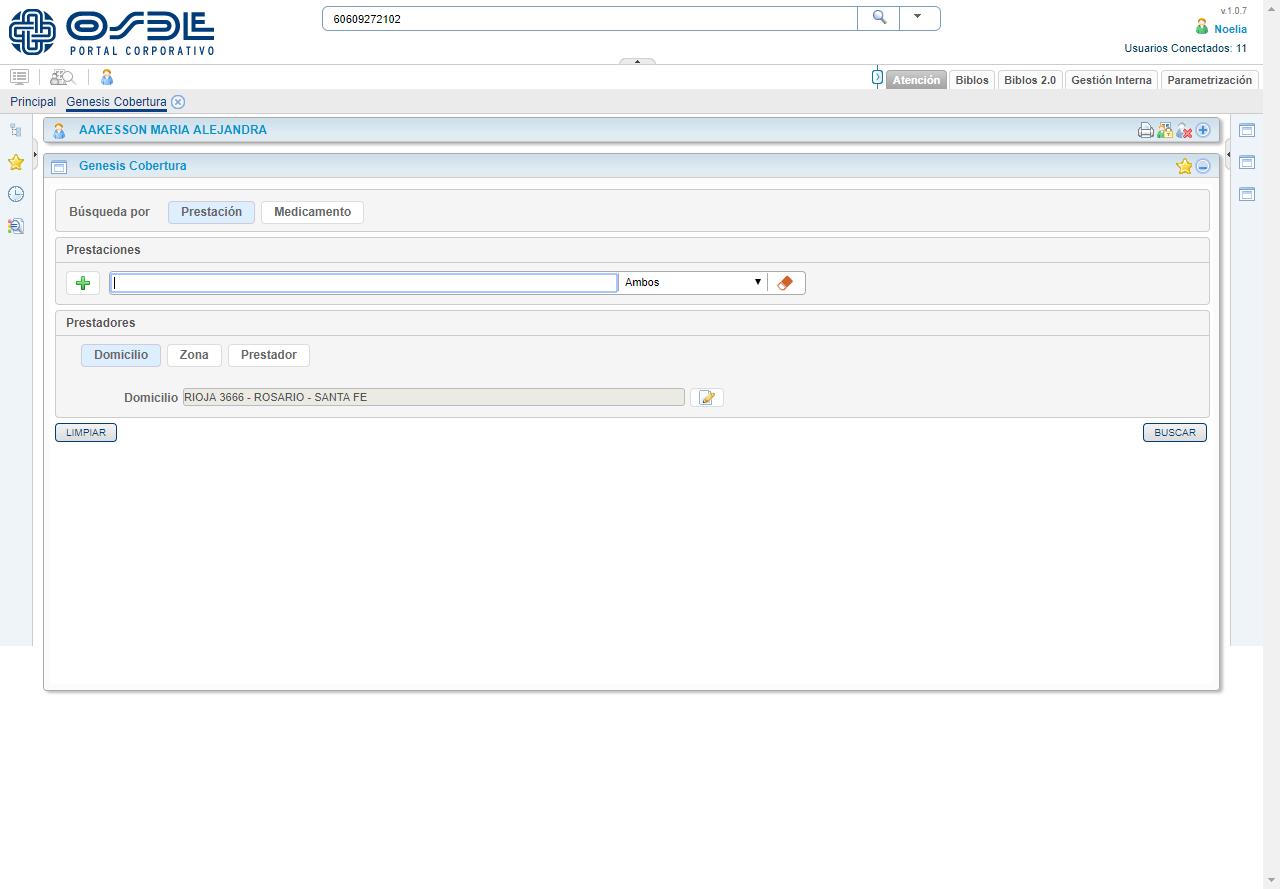 OSDE
PORTAL CORPORATIVO
60609272102
v.1.0.7
Noelia
Usuarios Conectados: 11
Atención Biblos Biblos 2.0 Gestión Interna Parametrización
Principal Genesis Cobertura
AAKESSON MARIA ALEJANDRA
Genesis Cobertura
Búsqueda por Prestación Medicamento
Prestaciones
Ambos
Prestadores
Domicilio Zona Prestador
Domicilio RIOJA 3666 - ROSARIO - SANTA FE
LIMPIAR BUSCAR